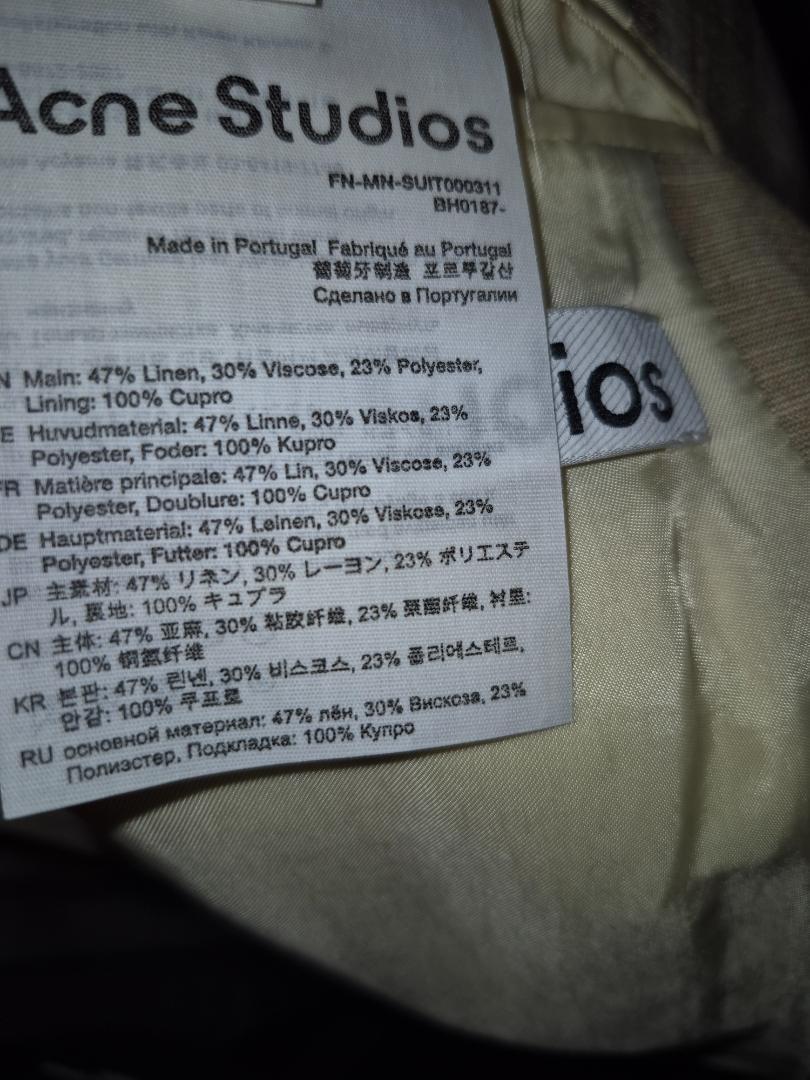 Acne Studios
FN-MN-SUIT000311
BH0187-
Made in Portugal Fabriqué au Portugal
葡萄牙制造 포르투갈산
Сделано в Португалии
N Main: 47% Linen, 30% Viscose, 23% Polyester,
Lining: 100% Cupro
E Huvudmaterial: 47% Linne, 30% Viskos, 23%
Polyester, Foder: 100% Kupro
FR Matière principale: 47% Lin, 30% Viscose, 23%
Polyester, Doublure: 100% Cupro
DE Hauptmaterial: 47% Leinen, 30% Viskose, 23%
Polyester, Futter: 100% Cupro
JP 主素材: 47% リネン, 30% レーヨン, 23% ポリエステ
ル, 裏地: 100% キュプラ
CN 主体: 47% 亚麻, 30% 粘胶纤维, 23% 聚酯纤维, 衬里:
100% 铜氨纤维
KR 본판: 47% 린넨, 30% 비스코스, 23% 폴리에스테르,
안감: 100% 쿠프로
RU основной материал: 47% лён, 30% Вискоза, 23%
Полиэстер, Подкладка: 100% Купро
ios